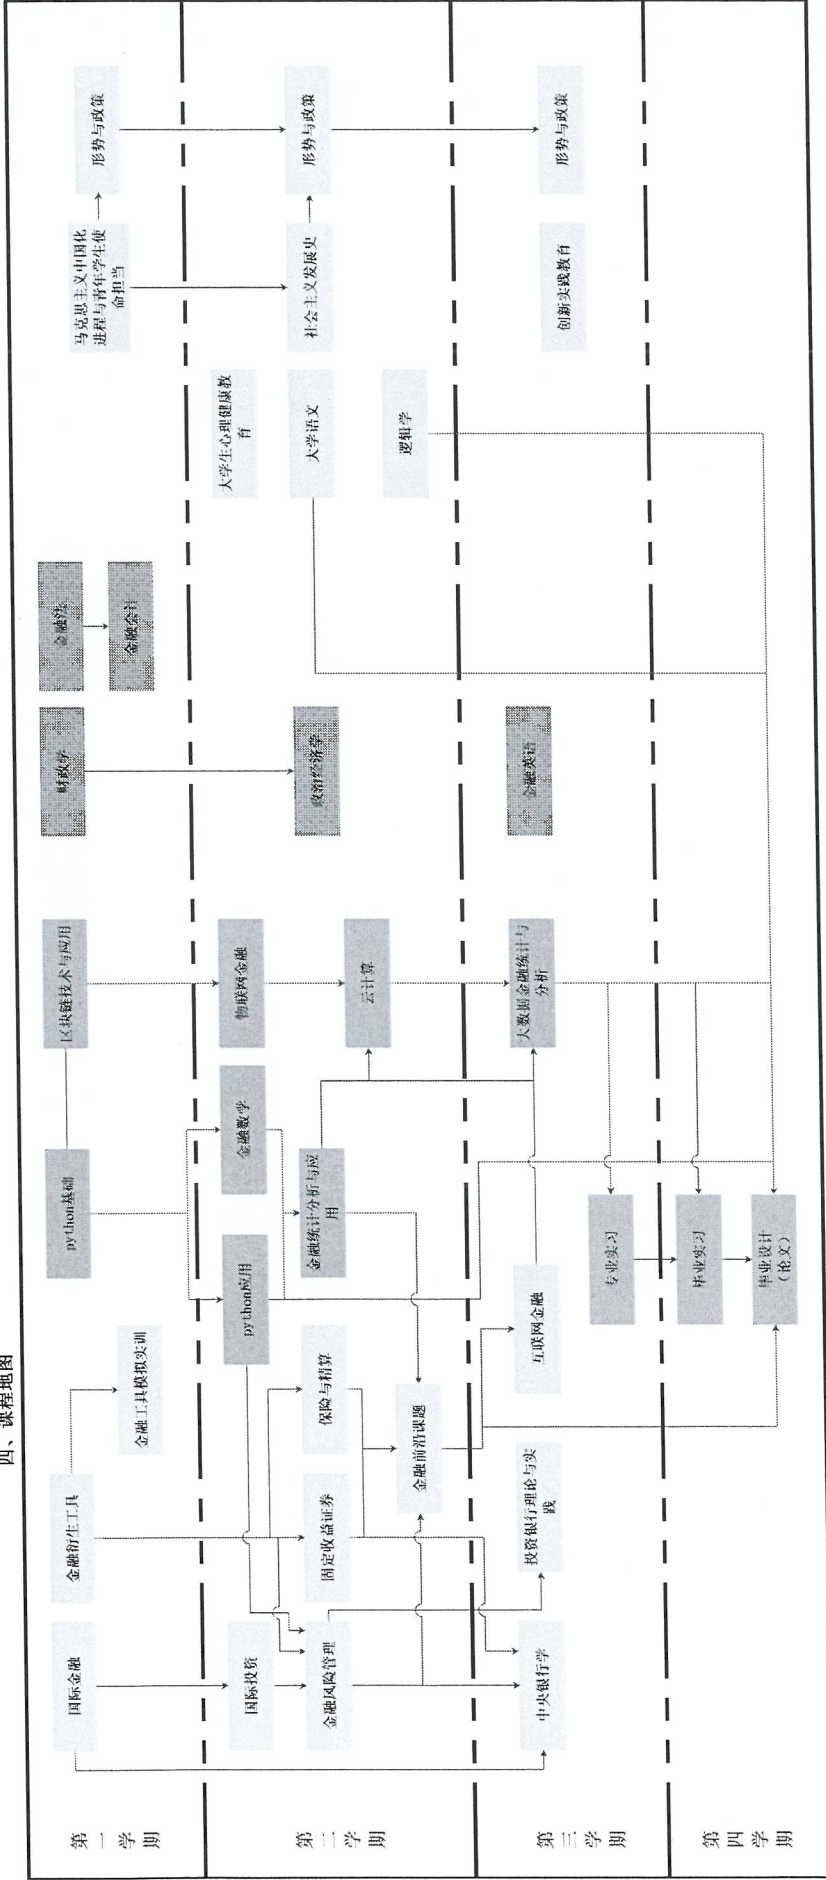 四、课程地图
第一学期
国际金融
金融衍生工具
金融工具模拟实训
python基础
区块链技术与应用
财政学
金融法
金融会计
马克思主义中国化
进程与青年学生使
命担当
形势与政策
第二学期
国际投资
金融风险管理
固定收益证券
保险与精算
金融前沿课题
python应用
金融数学
金融统计分析与应
用
物联网金融
云计算
政治经济学
大学生心理健康教
育
大学语文
逻辑学
社会主义发展史
形势与政策
第三学期
中央银行学
投资银行理论与实
践
互联网金融
专业实习
大数据金融统计与
分析
金融英语
创新实践教育
形势与政策
第四学期
毕业实习
毕业设计
（论文）